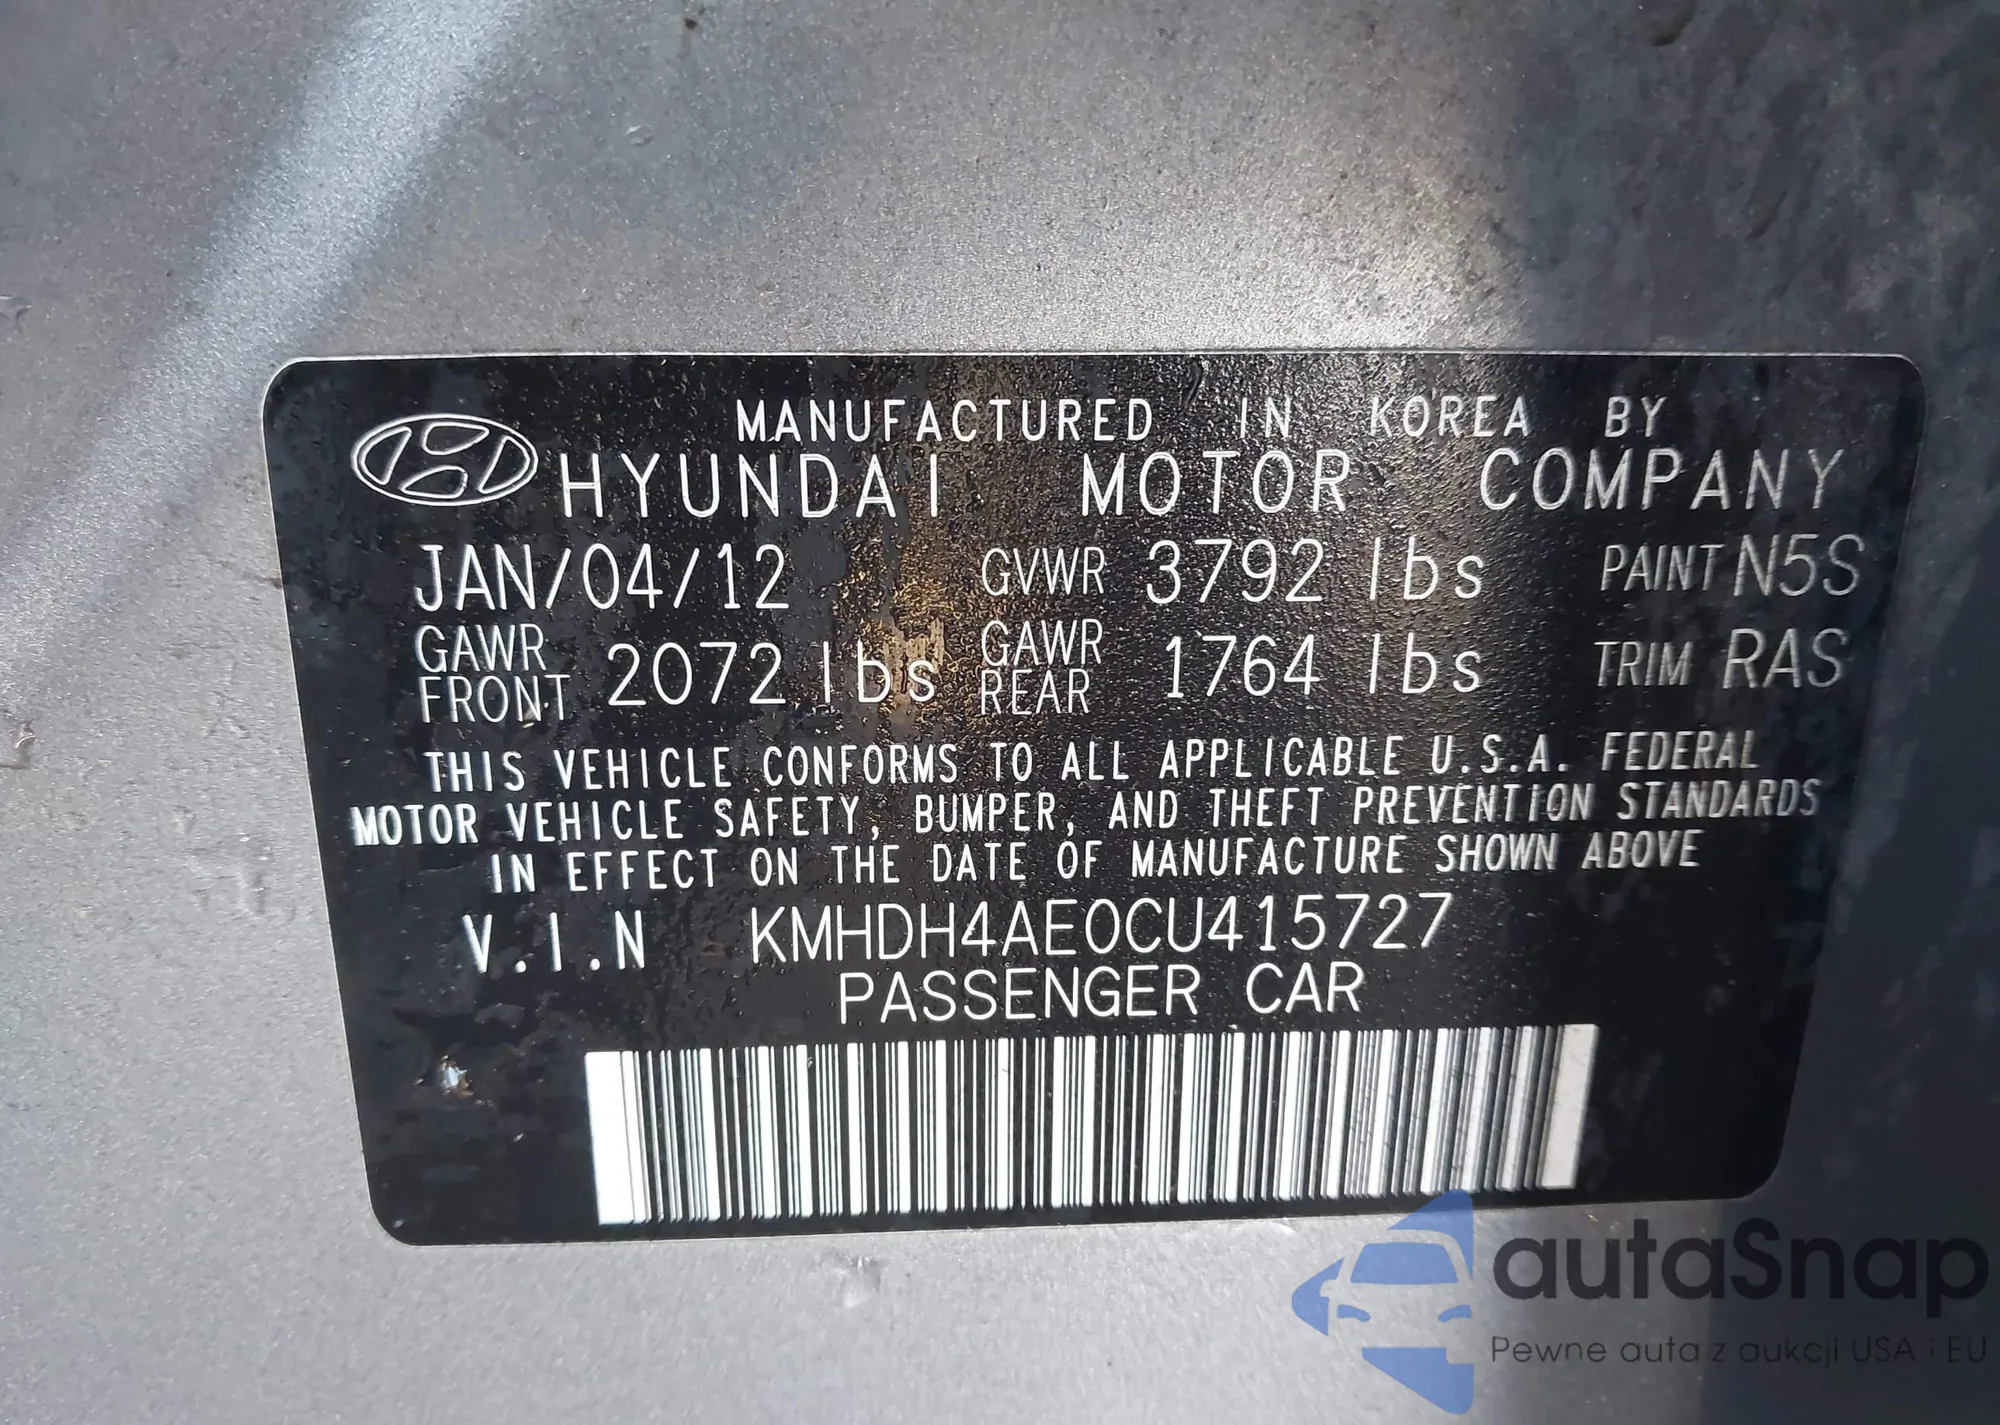 MANUFACTURED IN KOREA BY
HYUNDAI MOTOR COMPANY
JAN/04/12 GVWR 3792 lbs PAINT N5S
GAWR FRONT 2072 lbs GAWR REAR 1764 lbs TRIM RAS
THIS VEHICLE CONFORMS TO ALL APPLICABLE U.S.A. FEDERAL
MOTOR VEHICLE SAFETY, BUMPER, AND THEFT PREVENTION STANDARDS
IN EFFECT ON THE DATE OF MANUFACTURE SHOWN ABOVE
V.I.N KMHDH4AE0CU415727
PASSENGER CAR
autaSnap
Pewne auta z aukcji USA i EU